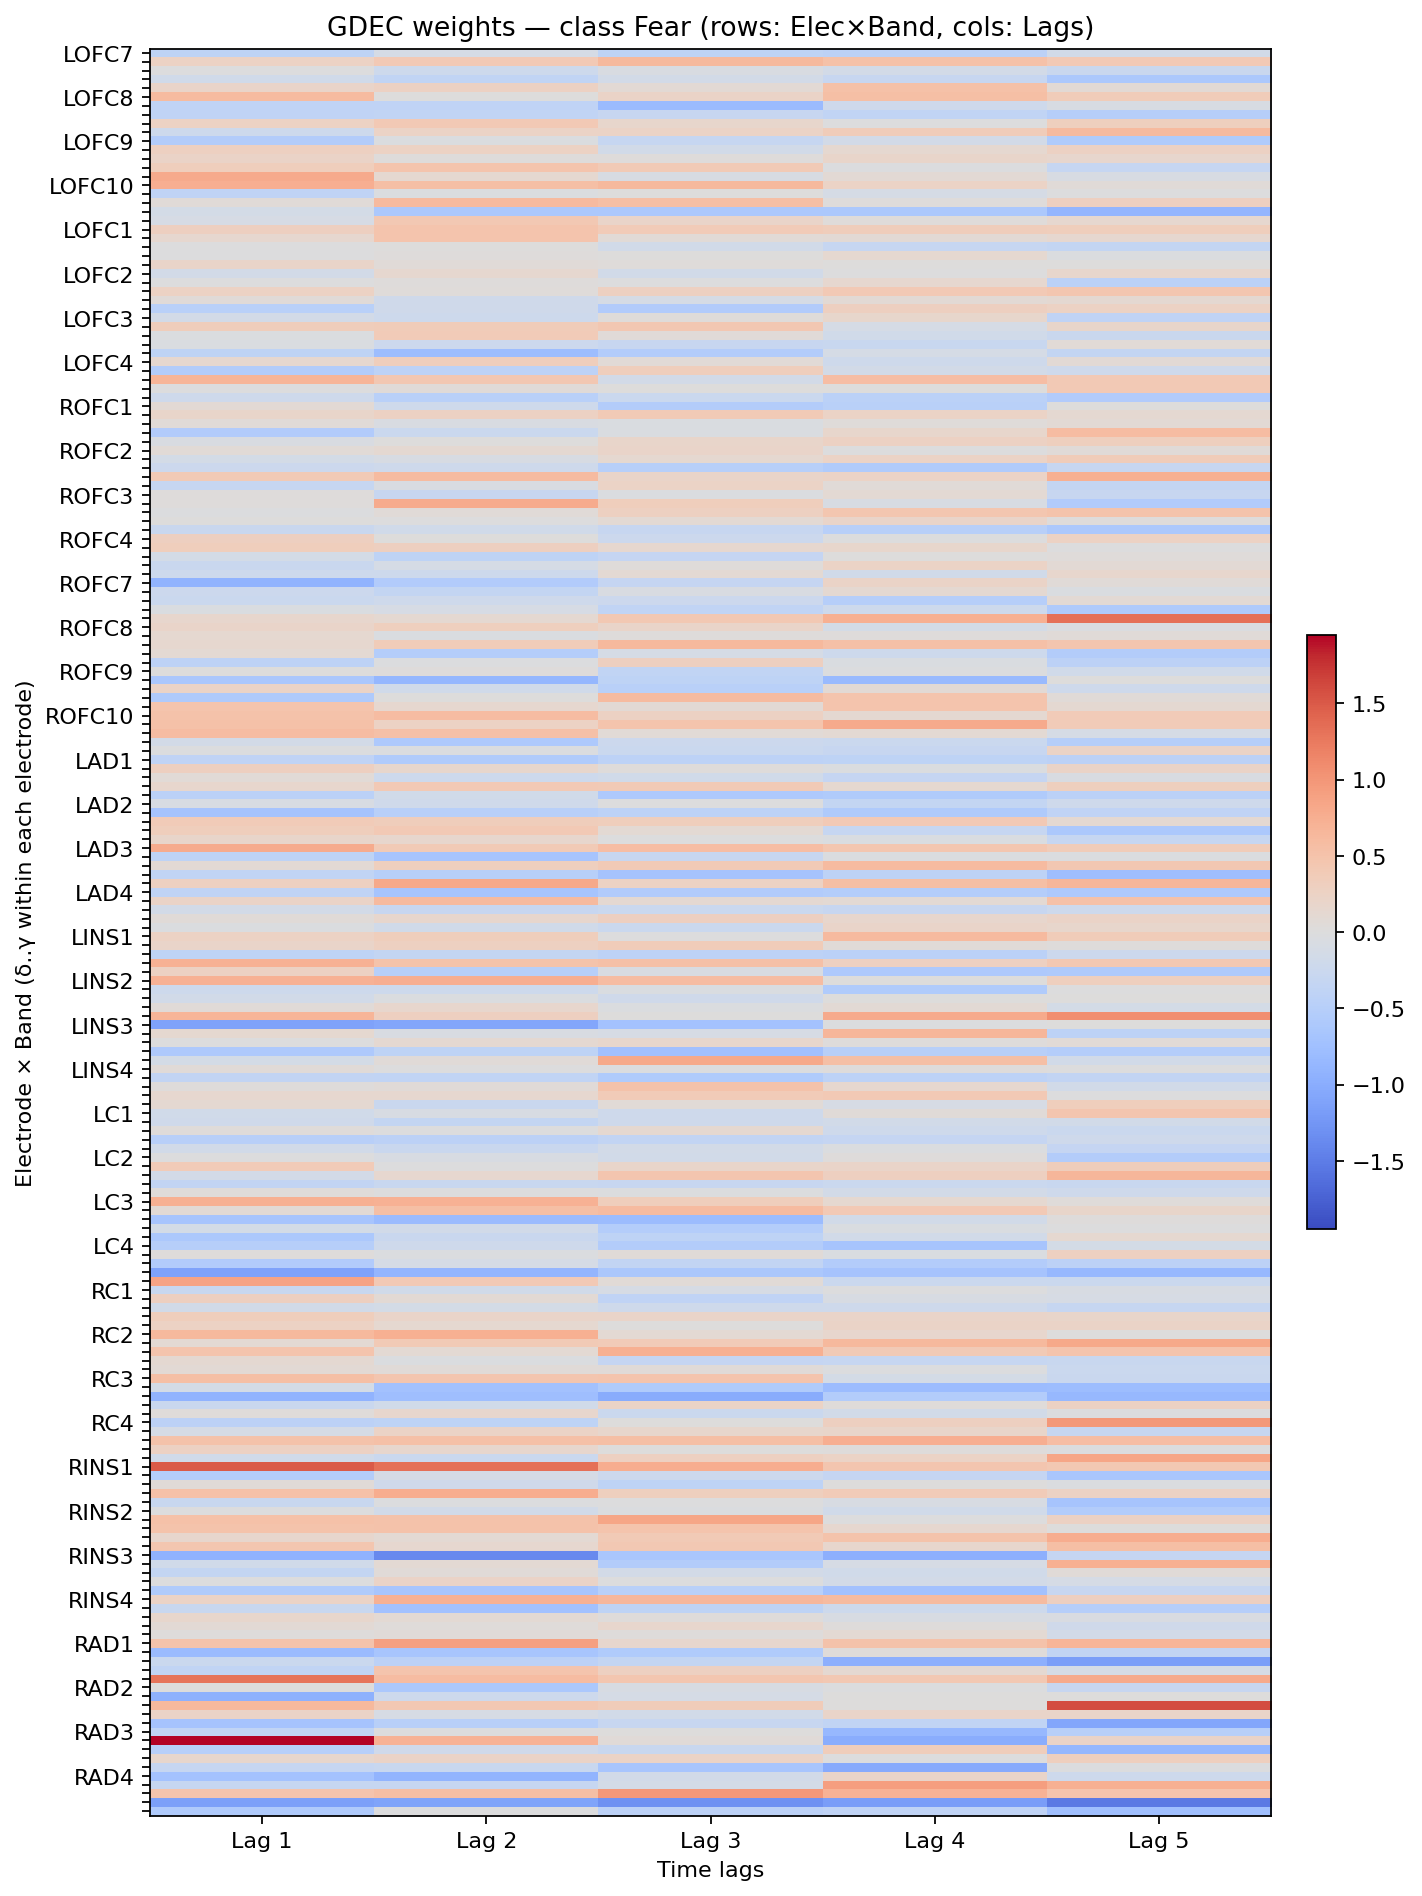 GDEC weights — class Fear (rows: Elec×Band, cols: Lags)
LOFC7
LOFC8
LOFC9
LOFC10
LOFC1
LOFC2
LOFC3
LOFC4
ROFC1
ROFC2
ROFC3
ROFC4
ROFC7
ROFC8
ROFC9
ROFC10
LAD1
LAD2
LAD3
LAD4
LINS1
LINS2
LINS3
LINS4
LC1
LC2
LC3
LC4
RC1
RC2
RC3
RC4
RINS1
RINS2
RINS3
RINS4
RAD1
RAD2
RAD3
RAD4
Electrode × Band (δ..γ within each electrode)
Lag 1
Lag 2
Lag 3
Lag 4
Lag 5
Time lags
1.5
1.0
0.5
0.0
−0.5
−1.0
−1.5